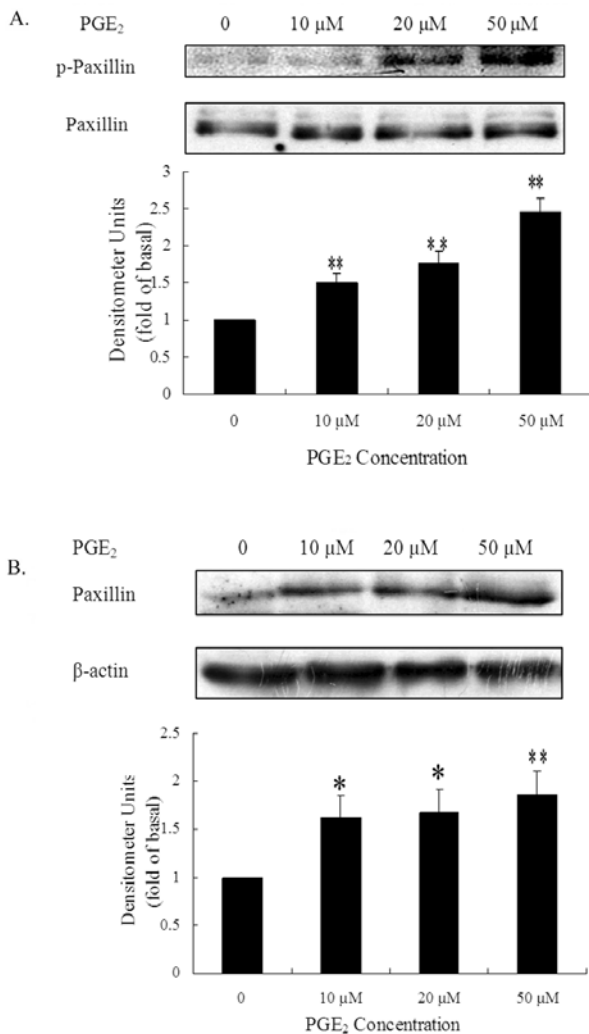 A. PGE₂ 0 10 µM 20 µM 50 µM
p-Paxillin
Paxillin
3
2.5
2
1.5
1
0.5
0
Densitometer Units
(fold of basal)
** ** **
0 10 µM 20 µM 50 µM
PGE₂ Concentration
PGE₂ 0 10 µM 20 µM 50 µM
B.
Paxillin
β-actin
2.5
2
1.5
1
0.5
0
Densitometer Units
(fold of basal)
* * **
0 10 µM 20 µM 50 µM
PGE₂ Concentration